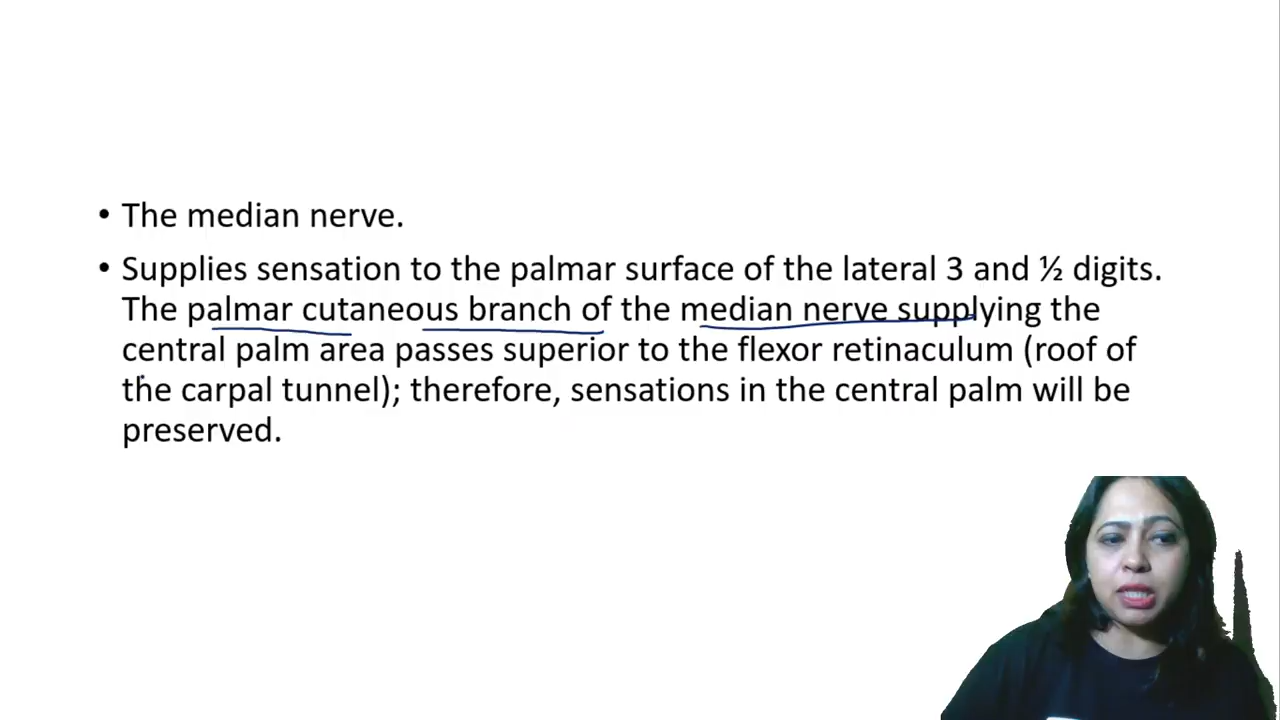 • The median nerve.
• Supplies sensation to the palmar surface of the lateral 3 and ½ digits.
The palmar cutaneous branch of the median nerve supplying the
central palm area passes superior to the flexor retinaculum (roof of
the carpal tunnel); therefore, sensations in the central palm will be
preserved.